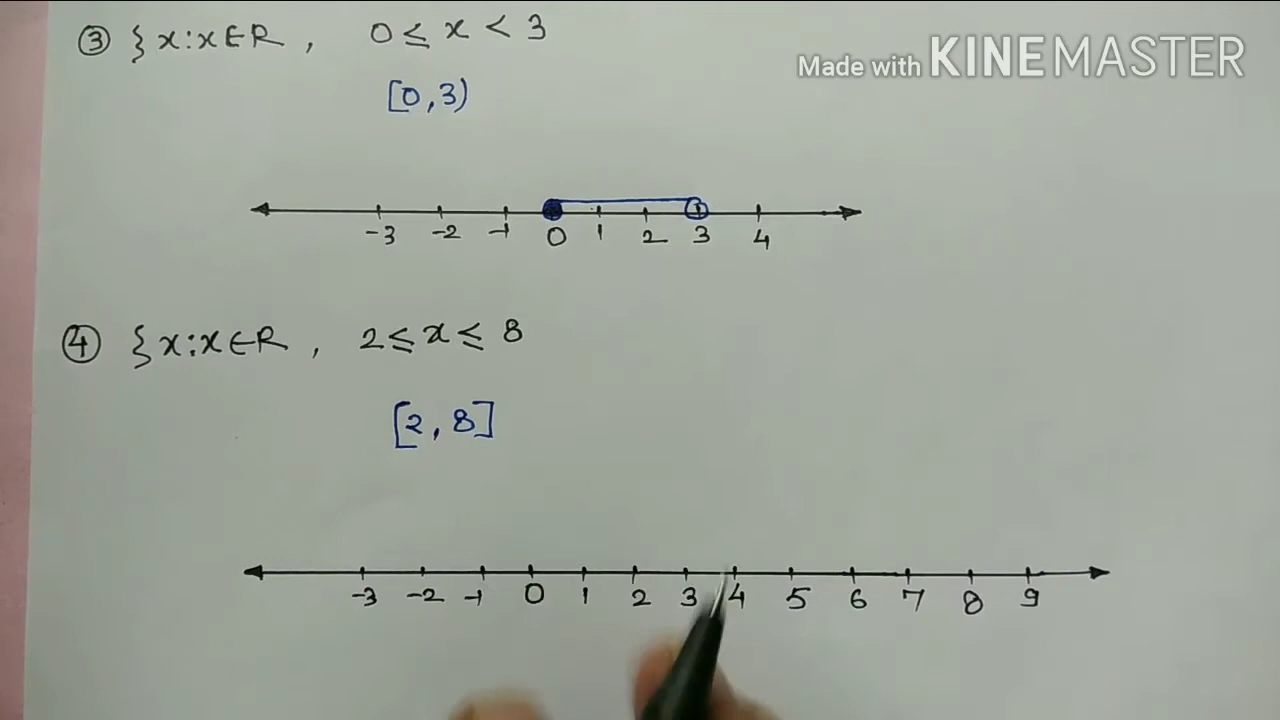 ③ { x:x∈R , 0 ≤ x < 3
Made with KINEMASTER
[0,3)
-3 -2 -1 0 1 2 3 4
④ { x:x∈R , 2 ≤ x ≤ 8
[2, 8]
-3 -2 -1 0 1 2 3 4 5 6 7 8 9